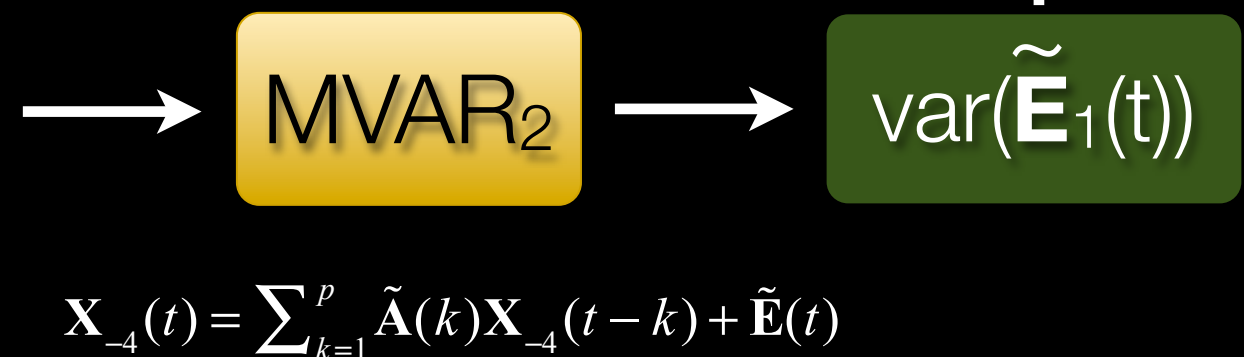 MVAR₂ var(Ẽ₁(t))
X₋₄(t) = ∑ₖ₌₁ᵖ Ã(k)X₋₄(t − k) + Ẽ(t)